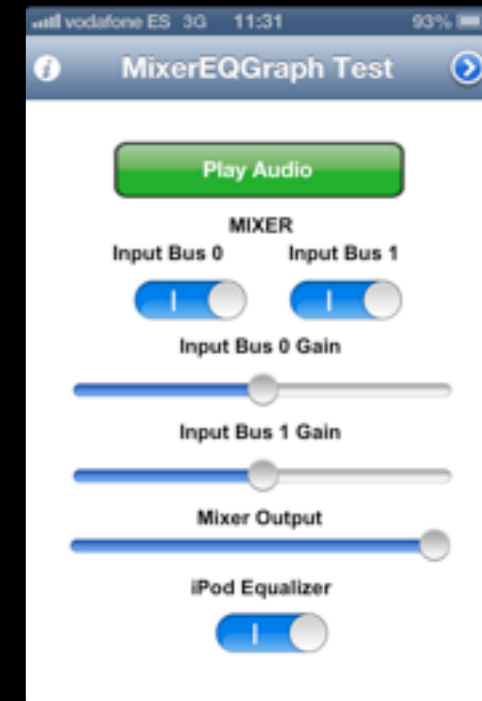 vodafone ES 3G 11:31 93%
MixerEQGraph Test
Play Audio
MIXER
Input Bus 0 Input Bus 1
Input Bus 0 Gain
Input Bus 1 Gain
Mixer Output
iPod Equalizer